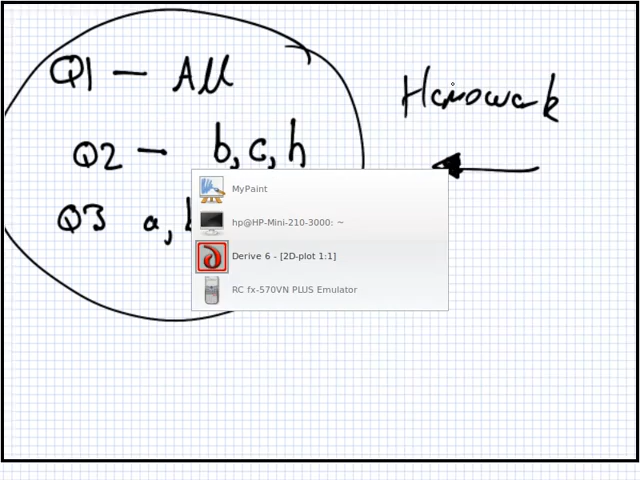 Q1 — All
Homework
Q2 — b, c, h
Q3 a,
MyPaint
hp@HP-Mini-210-3000: ~
Derive 6 - [2D-plot 1:1]
RC fx-570VN PLUS Emulator